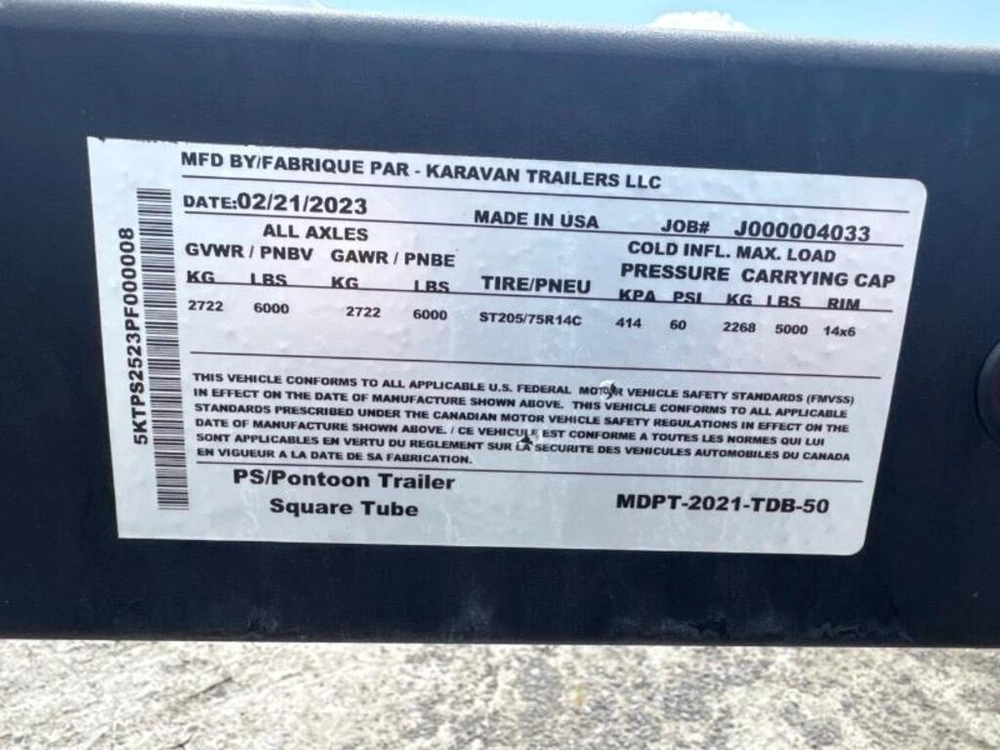 MFD BY/FABRIQUE PAR - KARAVAN TRAILERS LLC
DATE:02/21/2023 MADE IN USA JOB# J000004033
ALL AXLES COLD INFL. MAX. LOAD
GVWR / PNBV GAWR / PNBE TIRE/PNEU PRESSURE CARRYING CAP
KG LBS KG LBS KPA PSI KG LBS RIM
2722 6000 2722 6000 ST205/75R14C 414 60 2268 5000 14x6
THIS VEHICLE CONFORMS TO ALL APPLICABLE U.S. FEDERAL MOTOR VEHICLE SAFETY STANDARDS (FMVSS)
IN EFFECT ON THE DATE OF MANUFACTURE SHOWN ABOVE. THIS VEHICLE CONFORMS TO ALL APPLICABLE
STANDARDS PRESCRIBED UNDER THE CANADIAN MOTOR VEHICLE SAFETY REGULATIONS IN EFFECT ON THE
DATE OF MANUFACTURE SHOWN ABOVE. / CE VEHICULE EST CONFORME A TOUTES LES NORMES QUI LUI
SONT APPLICABLES EN VERTU DU REGLEMENT SUR LA SECURITE DES VEHICULES AUTOMOBILES DU CANADA
EN VIGUEUR A LA DATE DE SA FABRICATION.
PS/Pontoon Trailer
Square Tube MDPT-2021-TDB-50
5KTPS2523PF000008